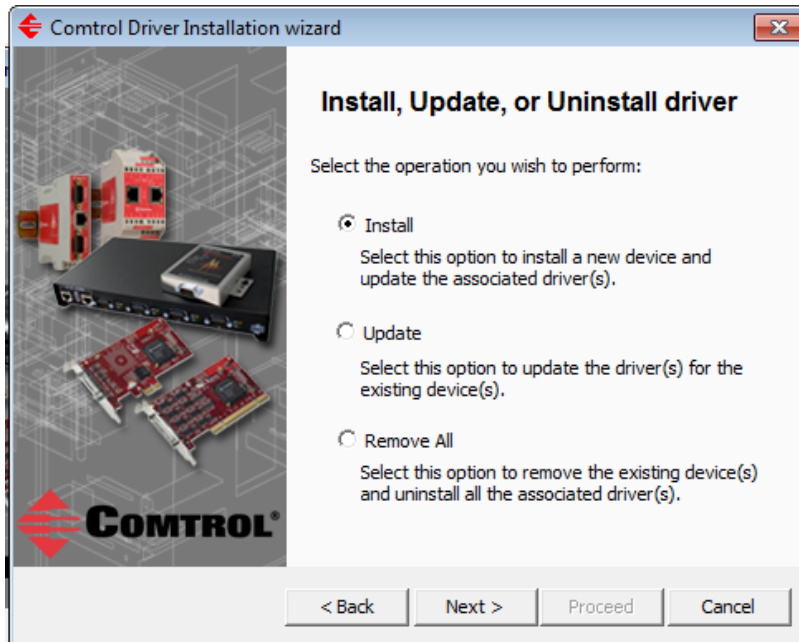 Comtrol Driver Installation wizard
Install, Update, or Uninstall driver
Select the operation you wish to perform:
Install
Select this option to install a new device and
update the associated driver(s).
Update
Select this option to update the driver(s) for the
existing device(s).
Remove All
Select this option to remove the existing device(s)
and uninstall all the associated driver(s).
COMTROL®
< Back
Next >
Proceed
Cancel